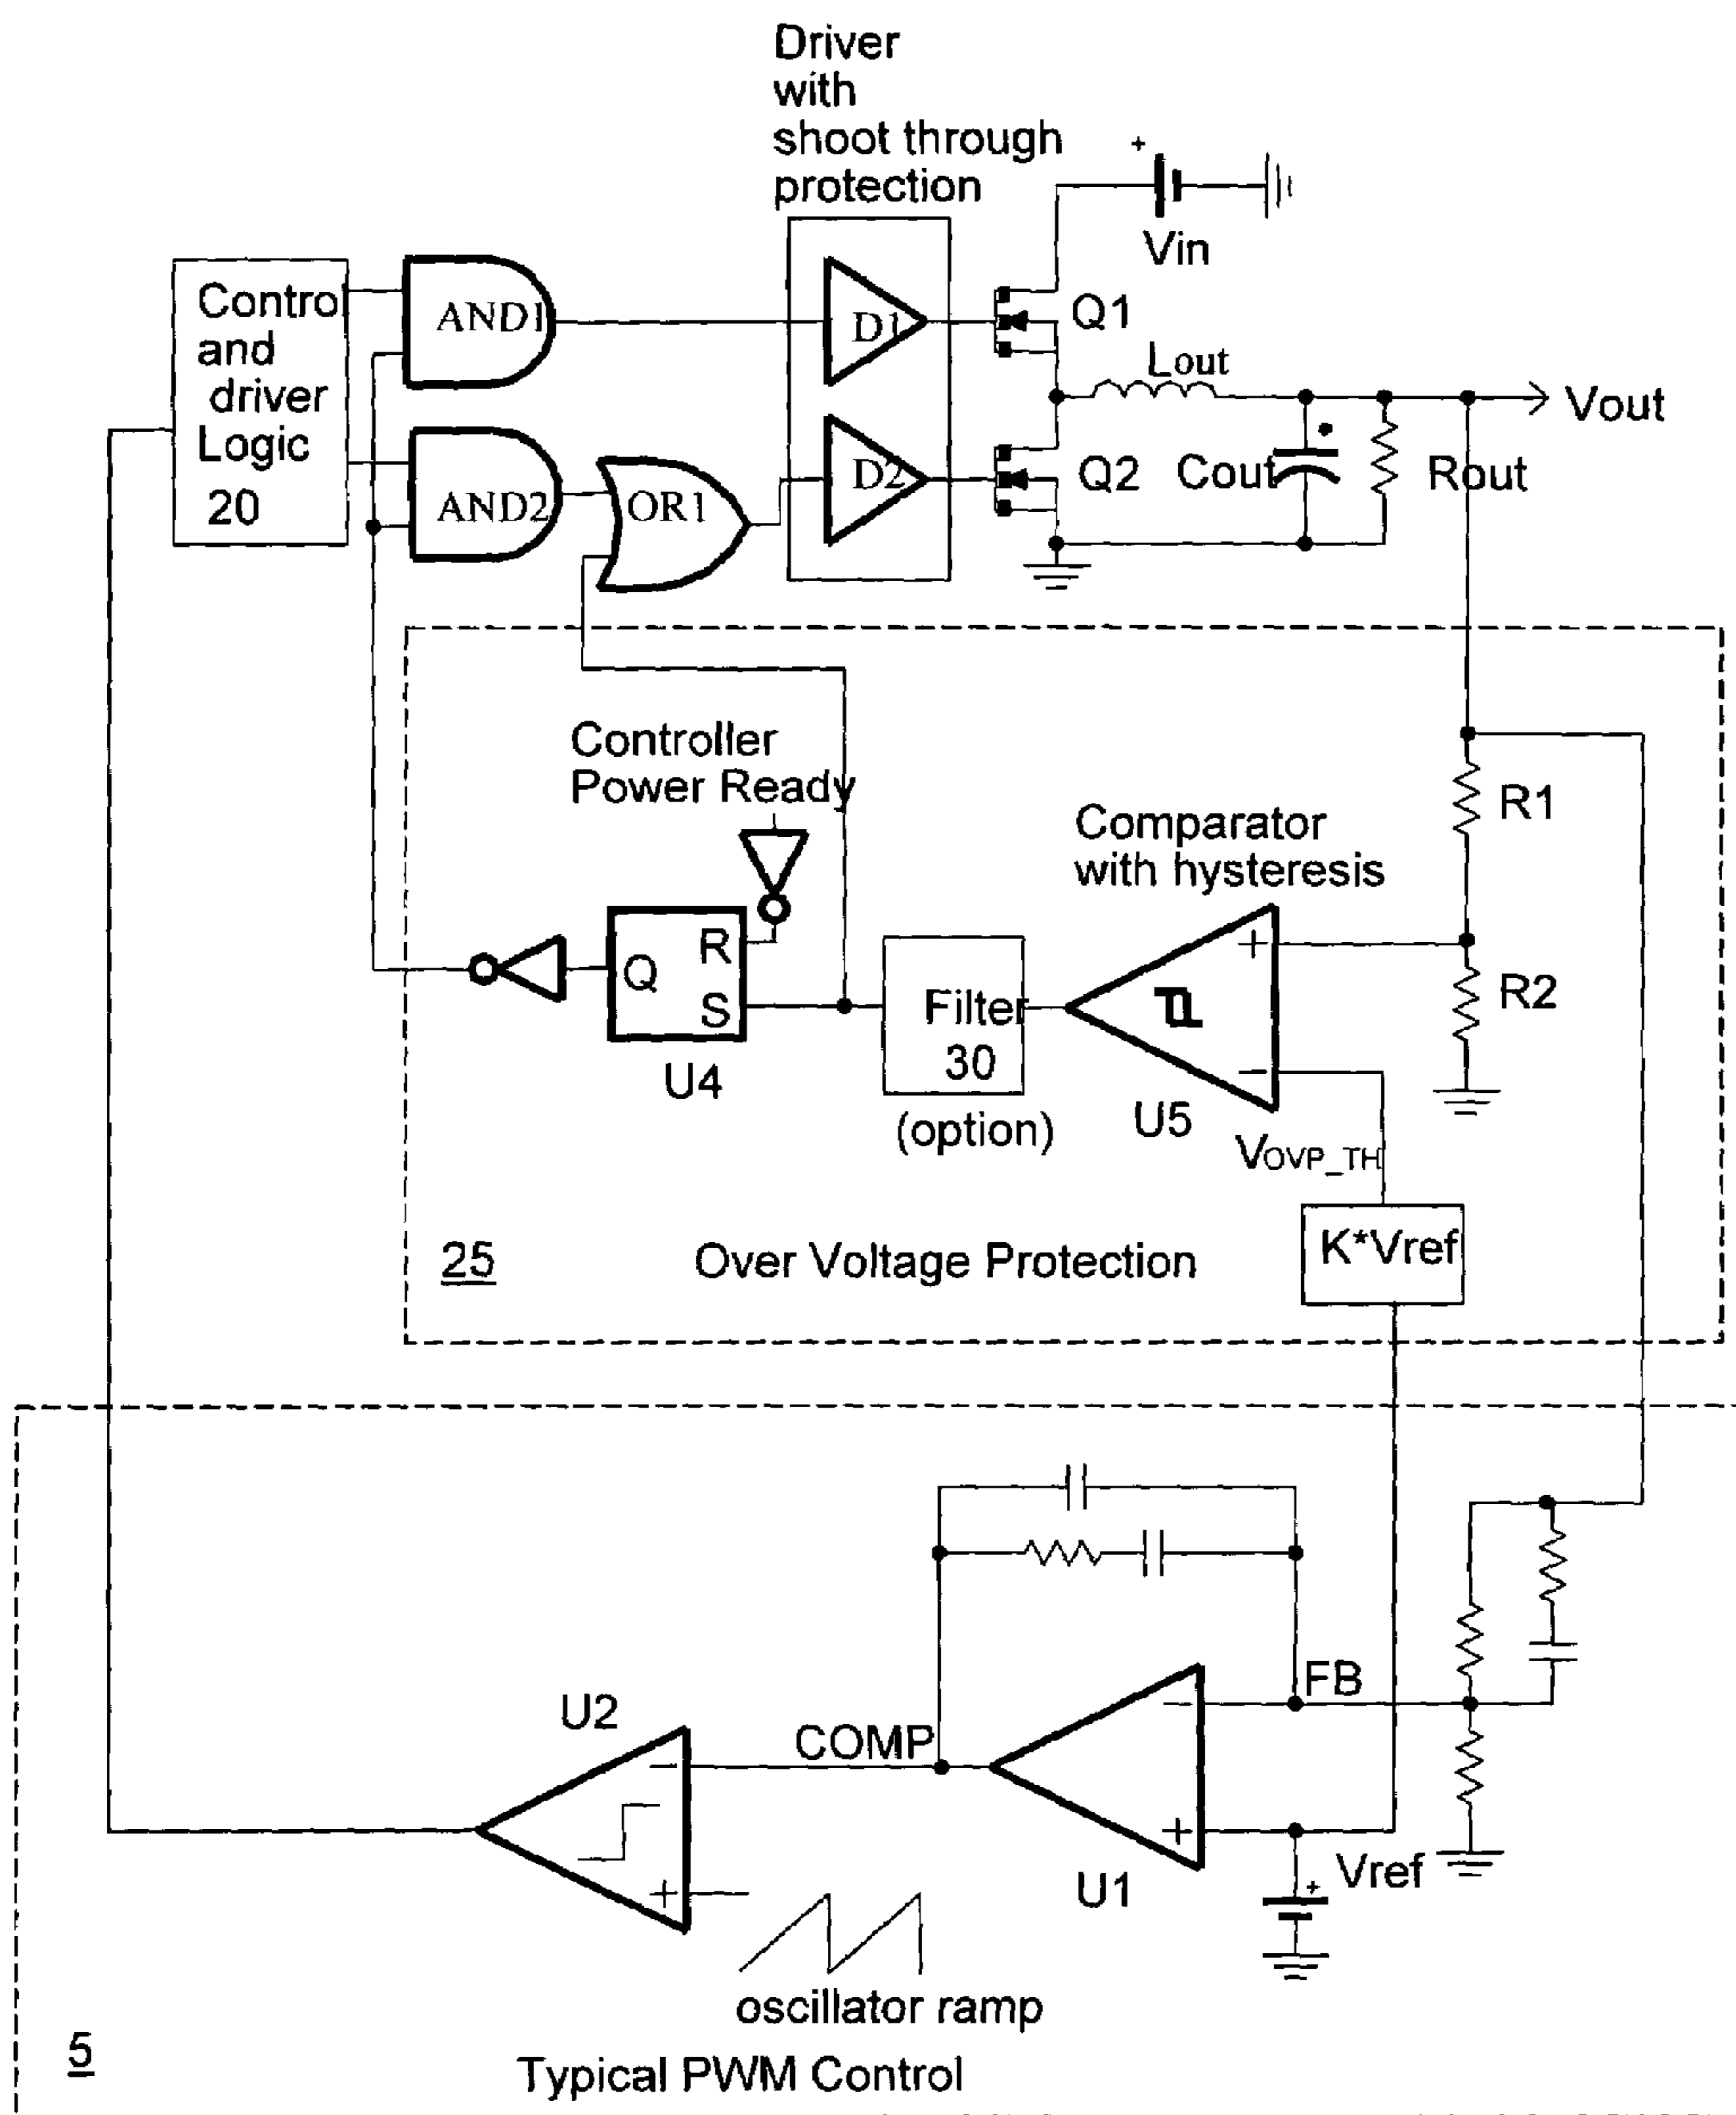 Driver
with
shoot through
protection
+
Vin
Control
and
driver
Logic
20
AND1
D1
Q1
Lout
Vout
AND2
OR1
D2
Q2
Cout
Rout
Controller
Power Ready
R1
Comparator
with hysteresis
+
R
Q
S
U4
Filter
30
(option)
R2
−
U5
VOVP_TH
K*Vref
25
Over Voltage Protection
FB
−
U2
COMP
−
+
U1
Vref
+
+
oscillator ramp
5
Typical PWM Control